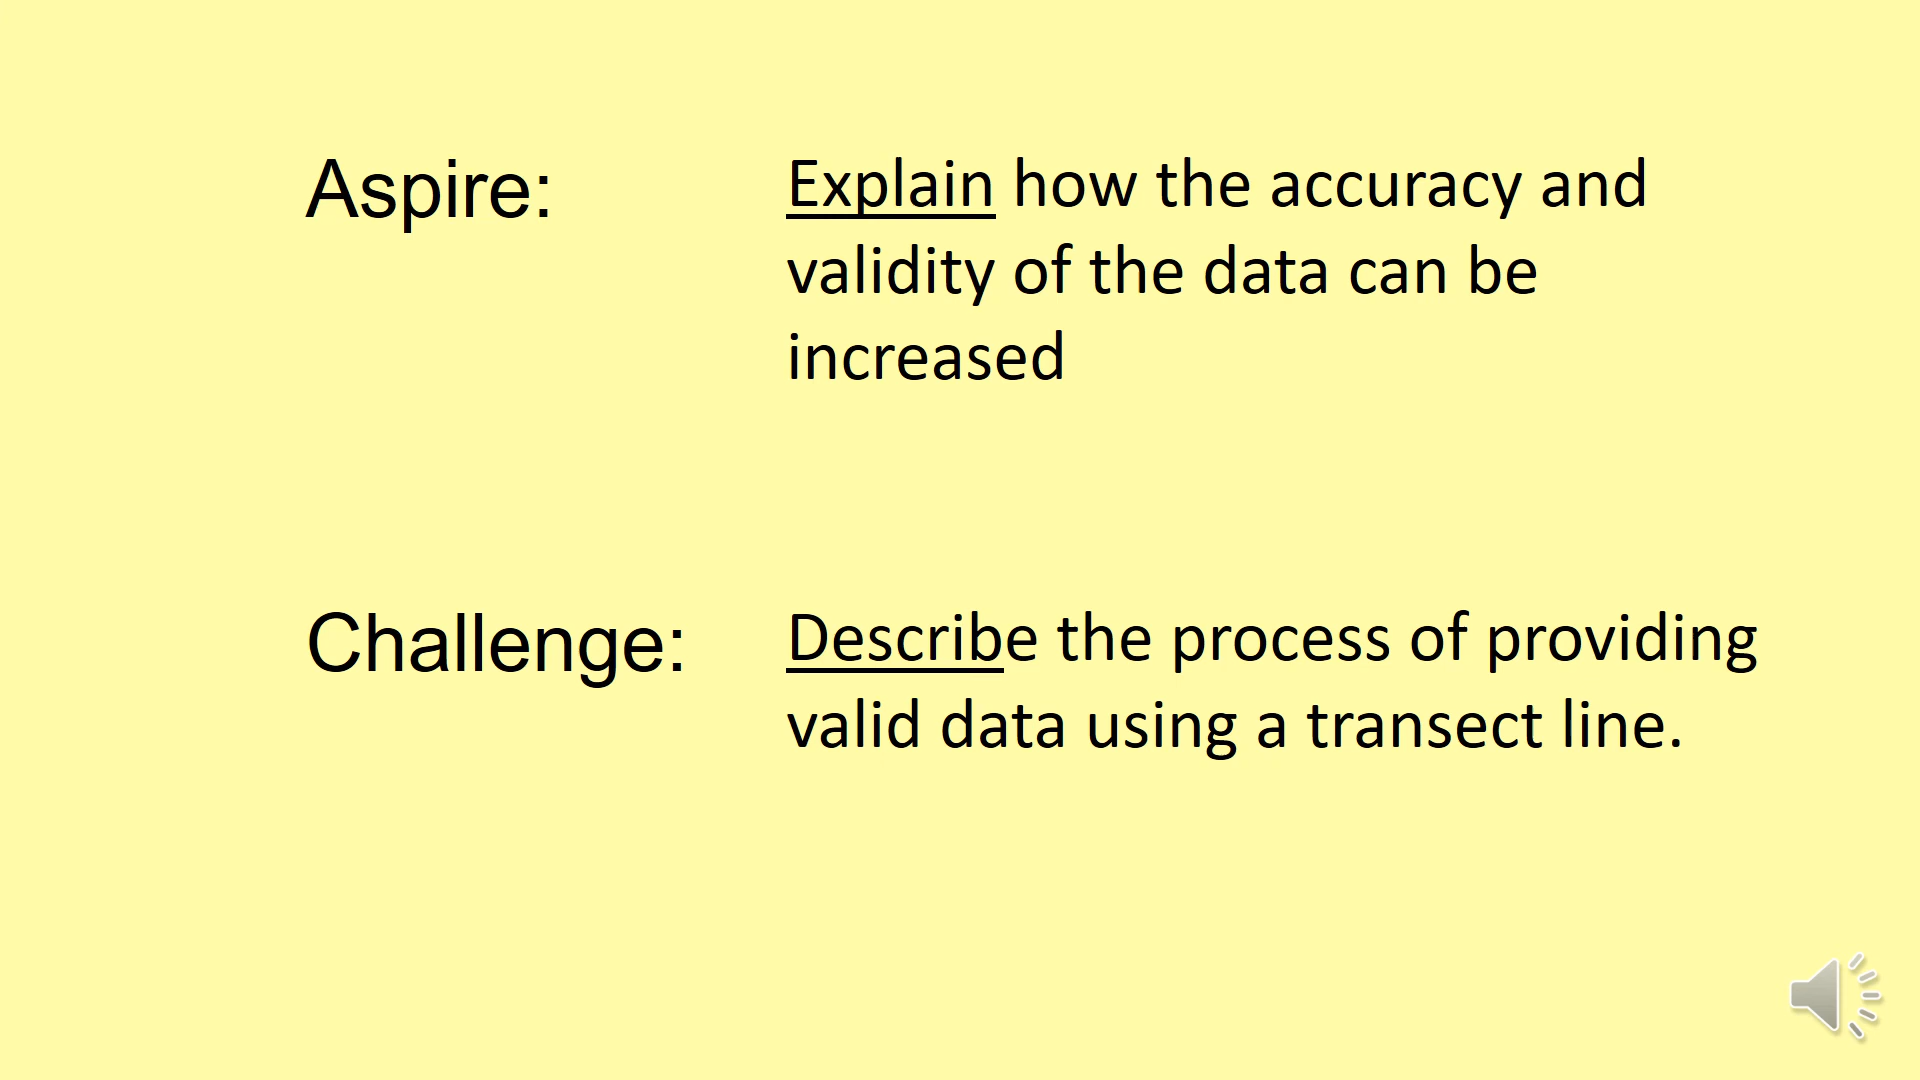 Aspire: Explain how the accuracy and
validity of the data can be
increased
Challenge: Describe the process of providing
valid data using a transect line.